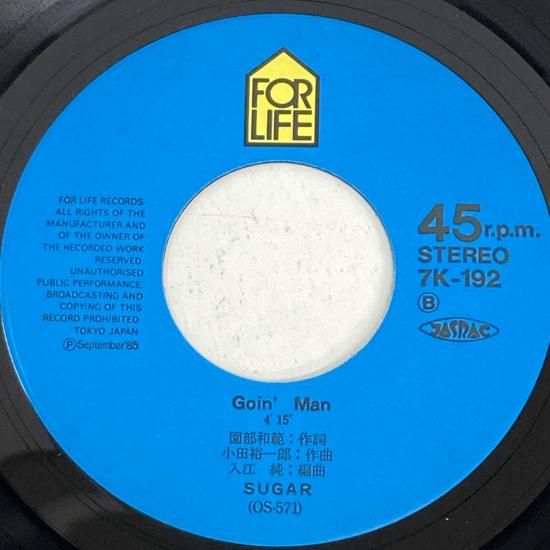 FOR
LIFE
FOR LIFE RECORDS·
ALL RIGHTS OF THE
MANUFACTURER AND
OF THE OWNER OF
THE RECORDED WORK
RESERVED
UNAUTHORISED
PUBLIC PERFORMANCE,
BROADCASTING AND
COPYING OF THIS
RECORD PROHIBITED
TOKYO JAPAN
Ⓟ September'85
45 r.p.m.
STEREO
7K-192
Ⓑ
JASRAC
Goin' Man
4' 15"
園部和範:作詞
小田裕一郎:作曲
入江 純:編曲
SUGAR
(OS-571)